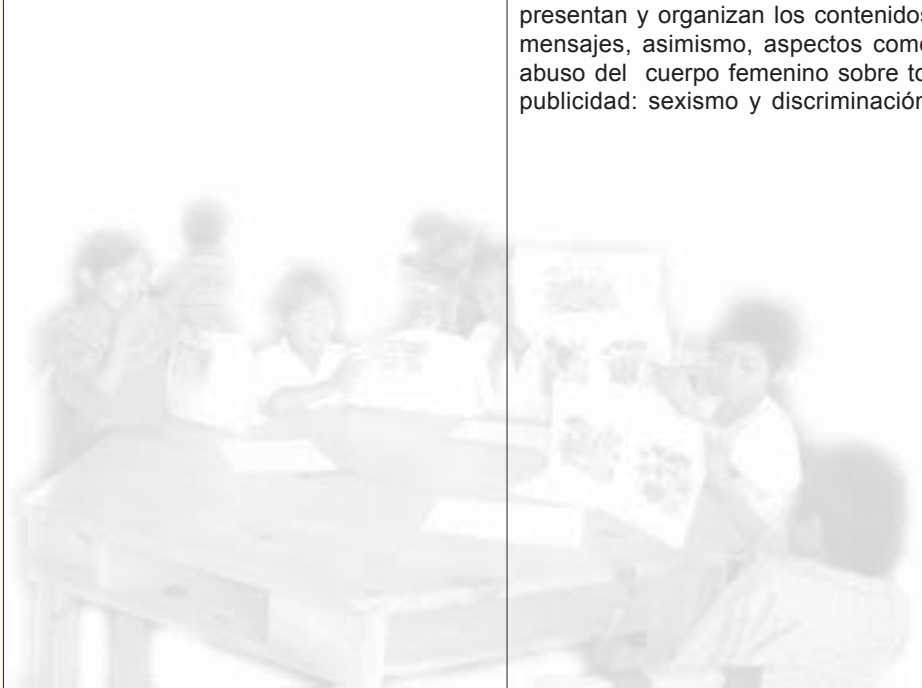 presentan y organizan los contenidos
mensajes, asimismo, aspectos como
abuso del cuerpo femenino sobre to
publicidad: sexismo y discriminación